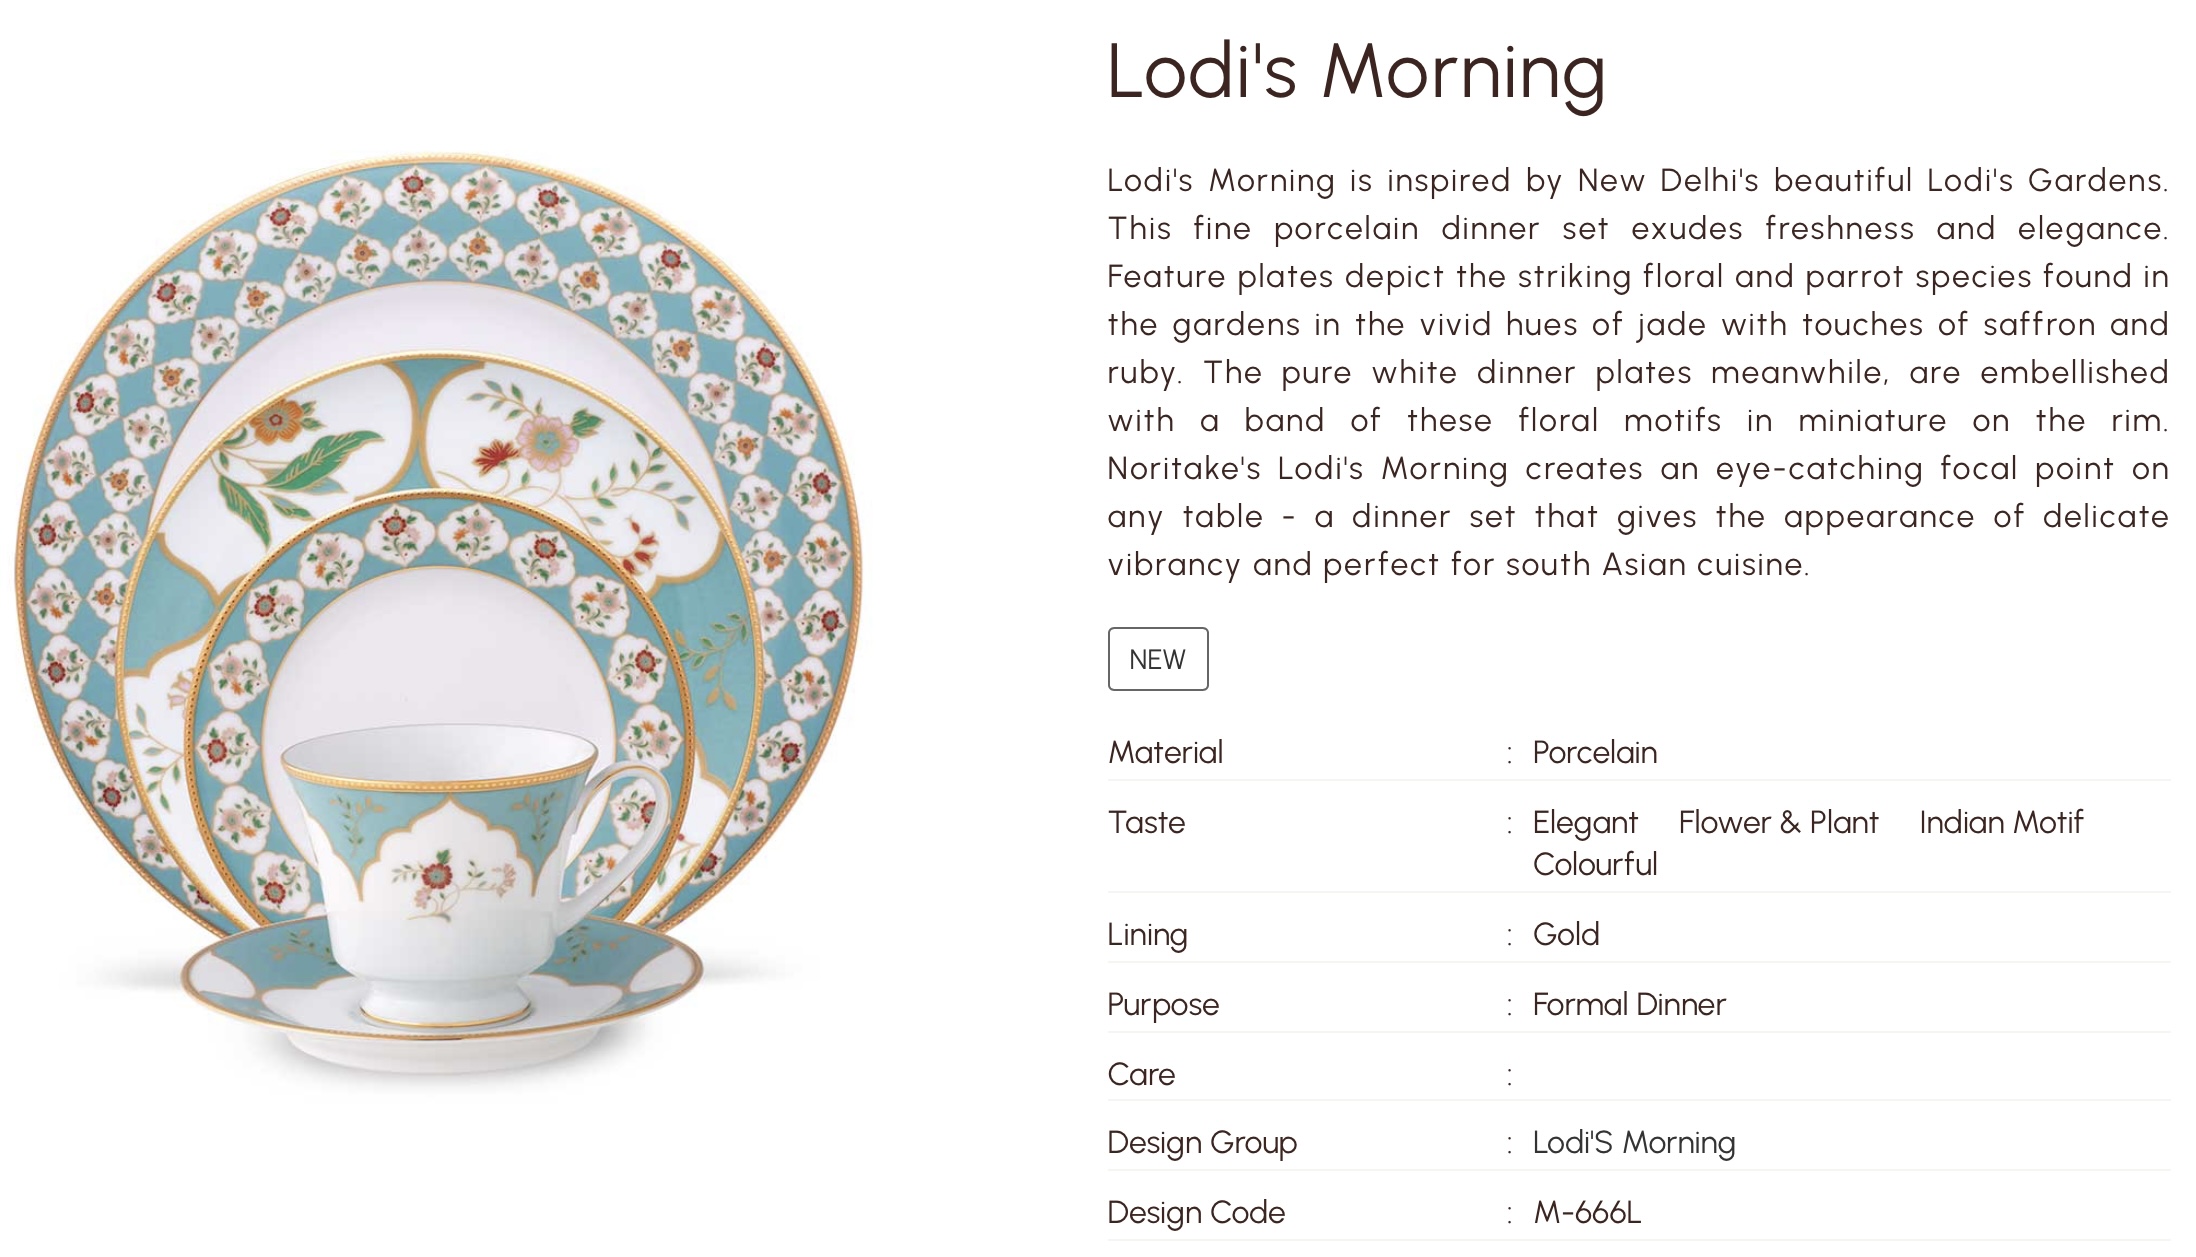 Lodi's Morning
Lodi's Morning is inspired by New Delhi's beautiful Lodi's Gardens.
This fine porcelain dinner set exudes freshness and elegance.
Feature plates depict the striking floral and parrot species found in
the gardens in the vivid hues of jade with touches of saffron and
ruby. The pure white dinner plates meanwhile, are embellished
with a band of these floral motifs in miniature on the rim.
Noritake's Lodi's Morning creates an eye-catching focal point on
any table - a dinner set that gives the appearance of delicate
vibrancy and perfect for south Asian cuisine.
NEW
Material : Porcelain
Taste : Elegant Flower & Plant Indian Motif
Colourful
Lining : Gold
Purpose : Formal Dinner
Care :
Design Group : Lodi'S Morning
Design Code : M-666L